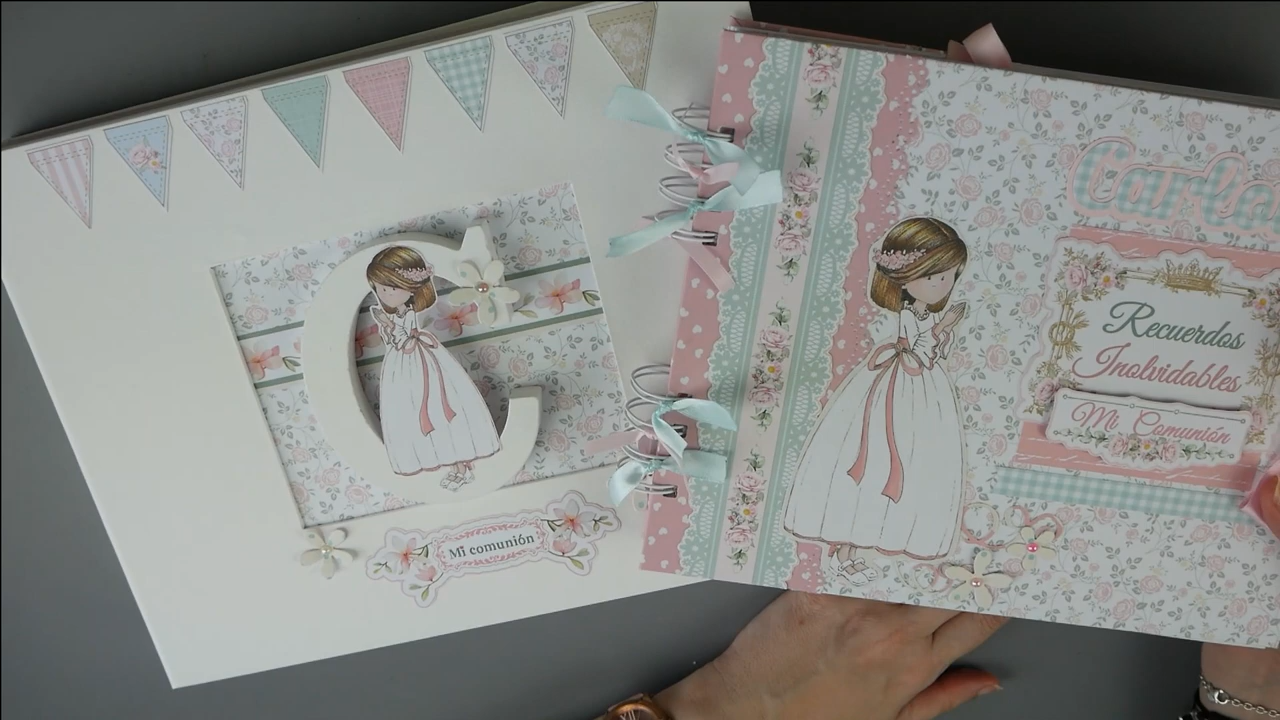 C
Mi comunión
Recuerdos
Inolvidables
Mi Comunión